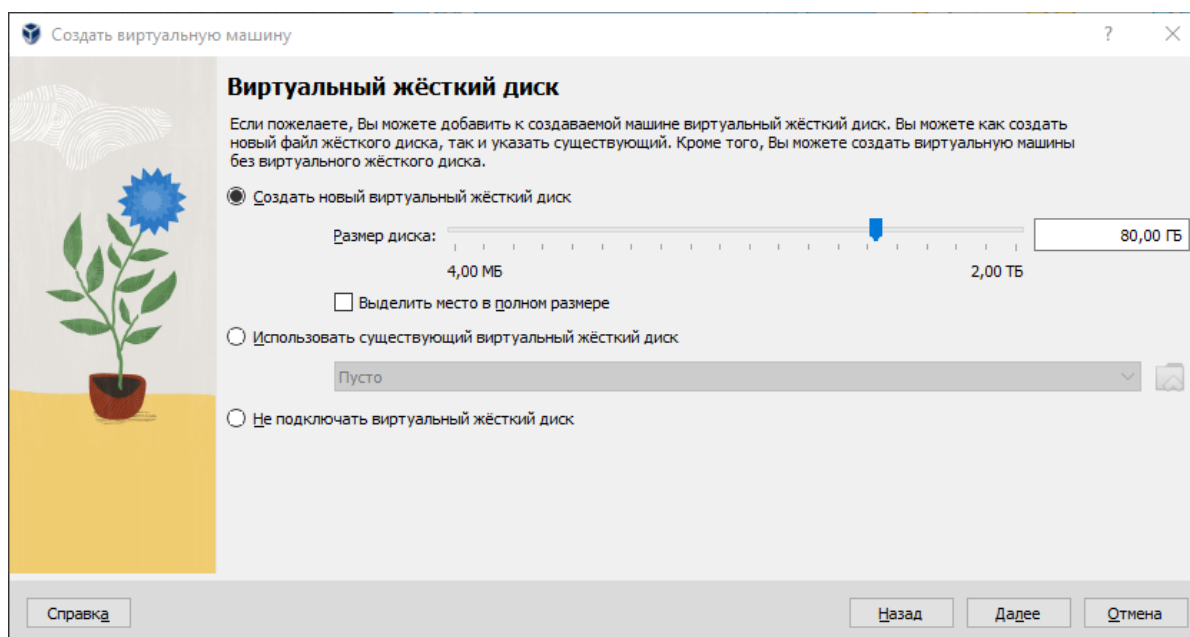 Создать виртуальную машину
?
Виртуальный жёсткий диск
Если пожелаете, Вы можете добавить к создаваемой машине виртуальный жёсткий диск. Вы можете как создать
новый файл жёсткого диска, так и указать существующий. Кроме того, Вы можете создать виртуальную машины
без виртуального жёсткого диска.
Создать новый виртуальный жёсткий диск
Размер диска:
80,00 ГБ
4,00 МБ
2,00 ТБ
Выделить место в полном размере
Использовать существующий виртуальный жёсткий диск
Пусто
Не подключать виртуальный жёсткий диск
Справка
Назад
Далее
Отмена